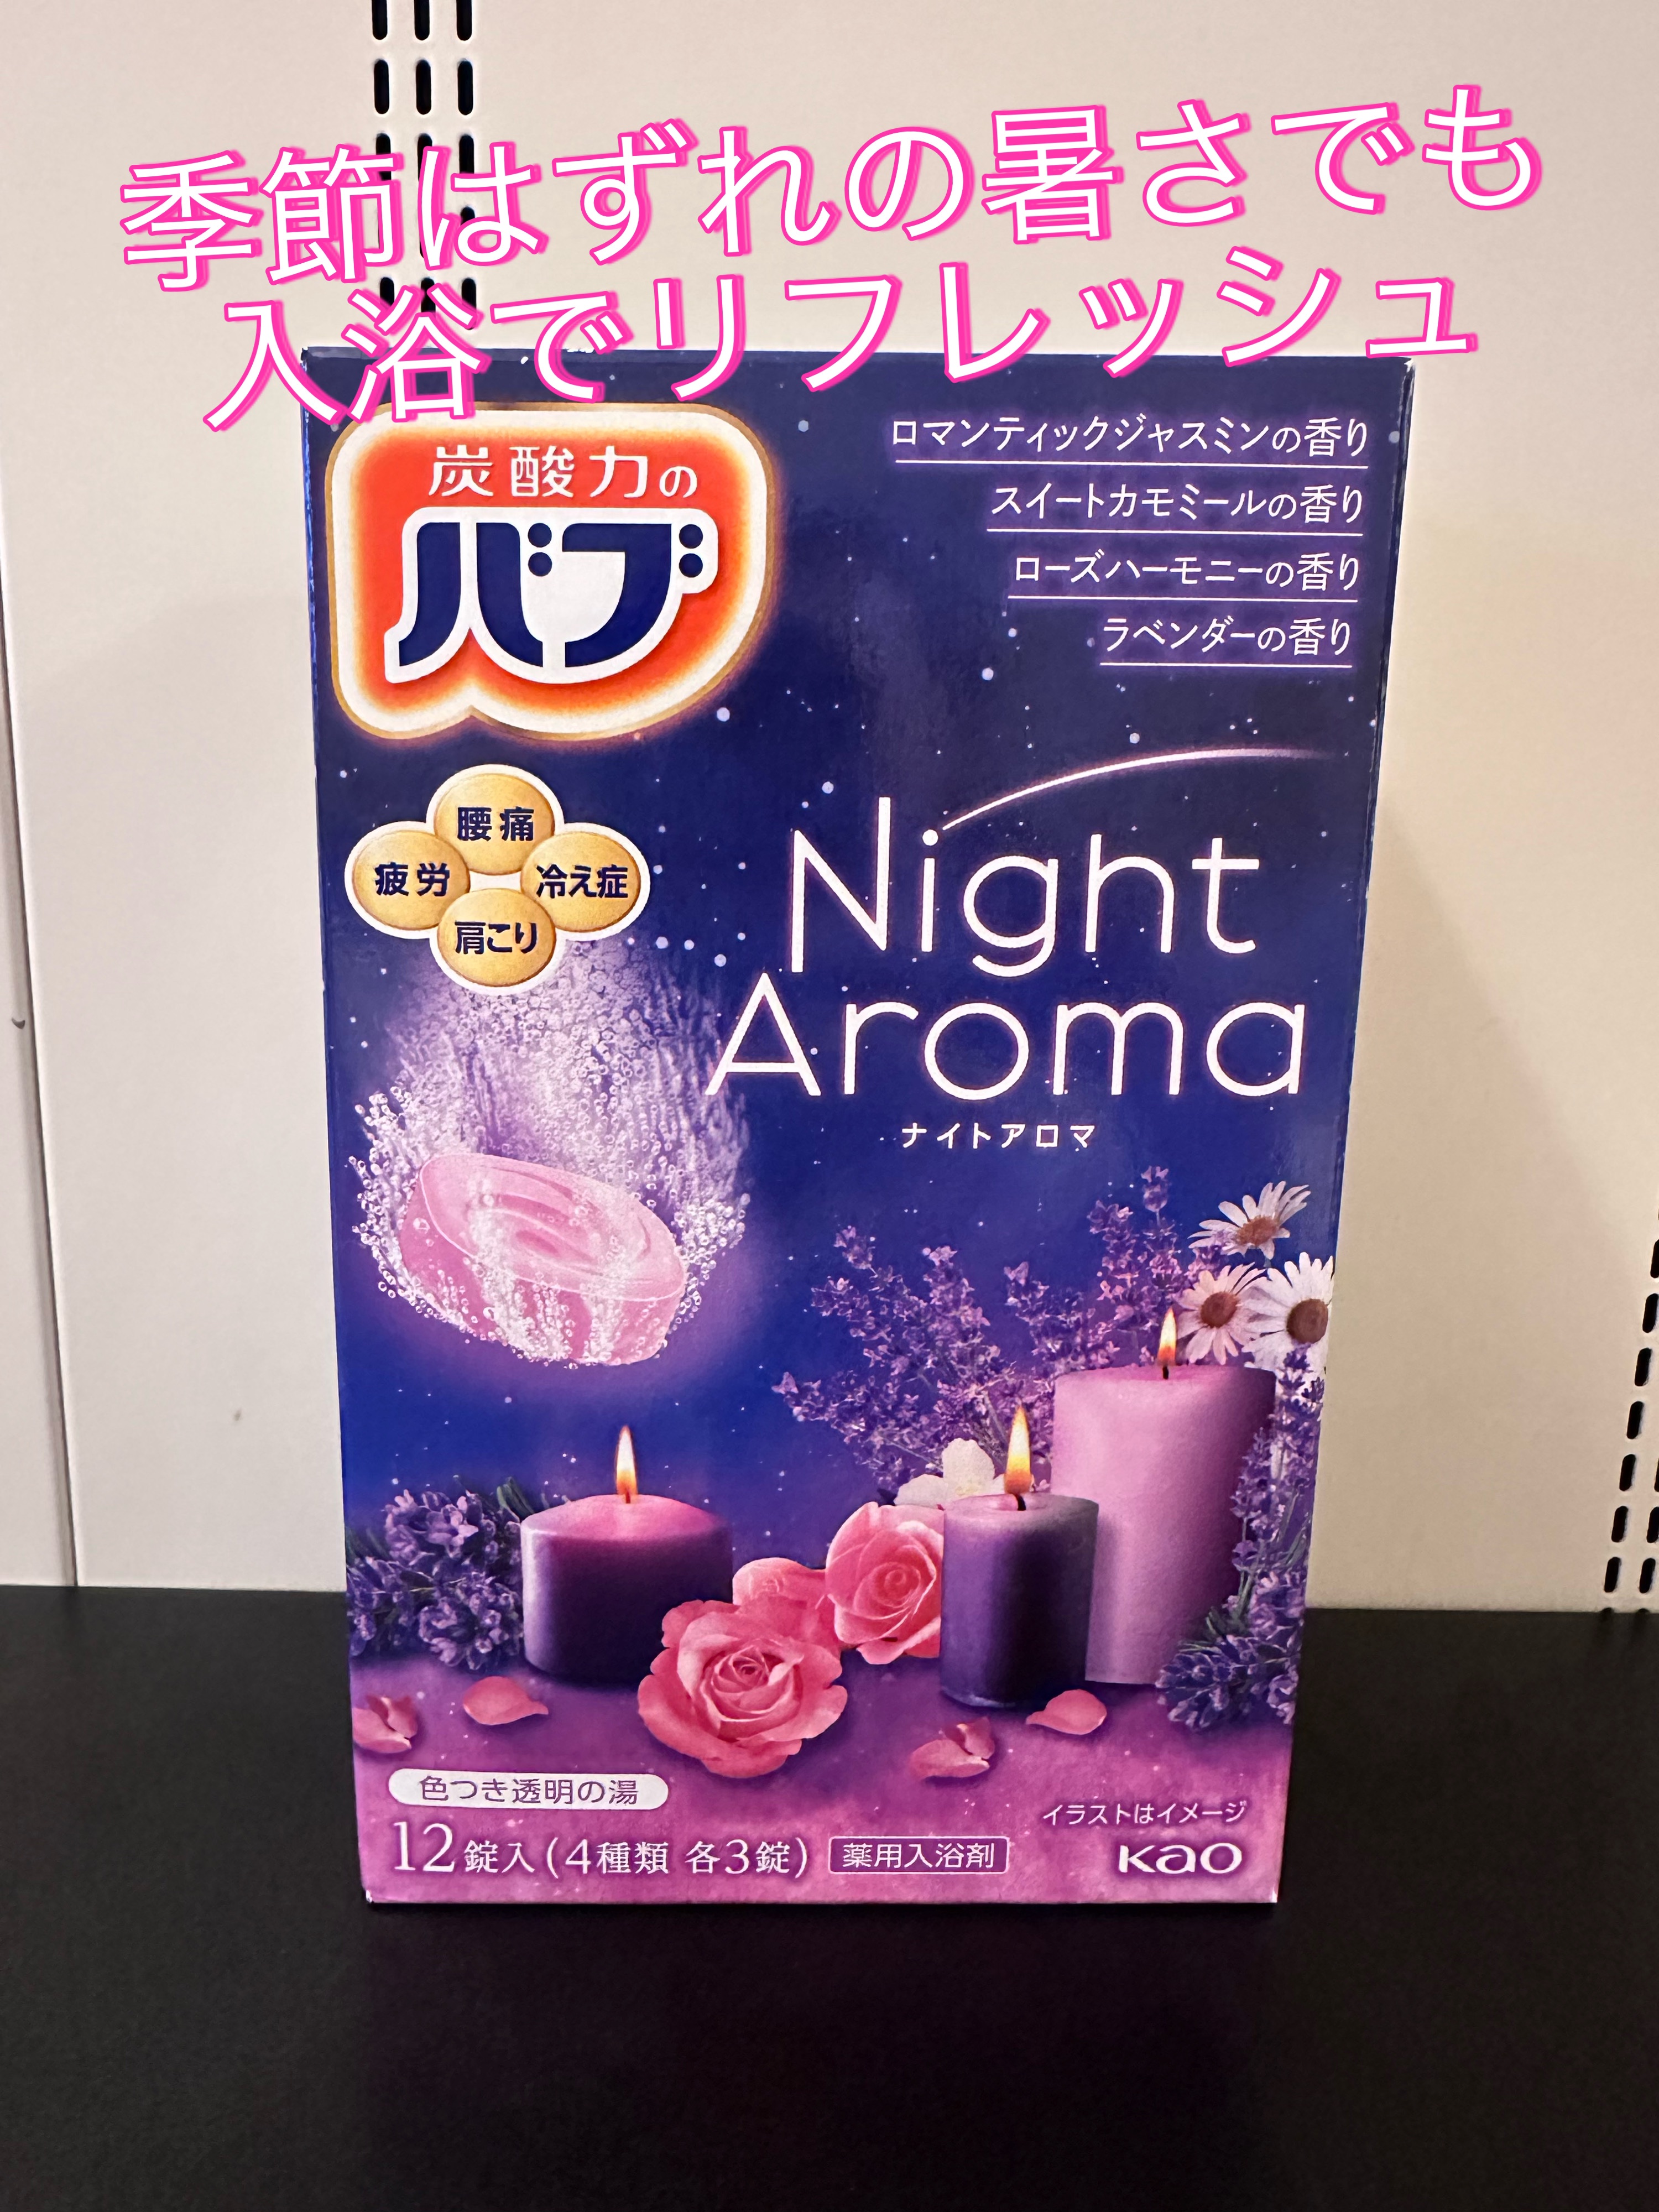 季節はずれの暑さでも
入浴でリフレッシュ
炭酸力の
バブ
ロマンティックジャスミンの香り
スイートカモミールの香り
ローズハーモニーの香り
ラベンダーの香り
腰痛
疲労
冷え症
肩こり
Night
Aroma
ナイトアロマ
色つき透明の湯
12錠入(4種類 各3錠)
薬用入浴剤
イラストはイメージ
Kao